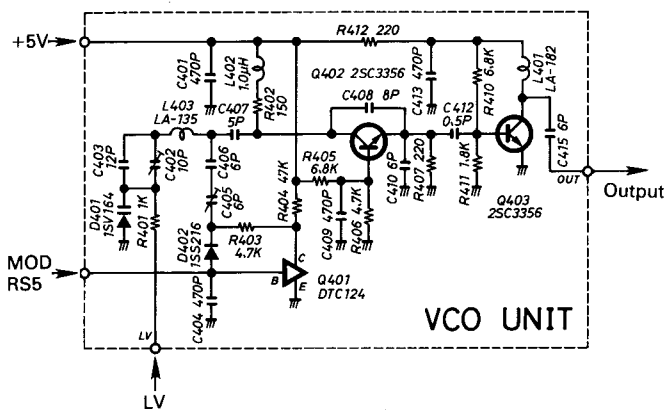 +5V
R412 220
C401
470P
L402
1.0µH
R402
150
Q402 2SC3356
C408 8P
C413 470P
R410 6.8K
L401
LA-182
L403
LA-135
C407
5P
C412
0.5P
C403
12P
C402
10P
C406
6P
C405
6P
R404 47K
R405
6.8K
C409 470P
R406 4.7K
C410 6P
R407 220
R411 1.8K
Q403
2SC3356
C415 6P
OUT
Output
D401
1SV164
R401 1K
D402
1SS216
R403
4.7K
MOD
RS5
C404 470P
B
C
E
Q401
DTC124
VCO UNIT
LV
LV